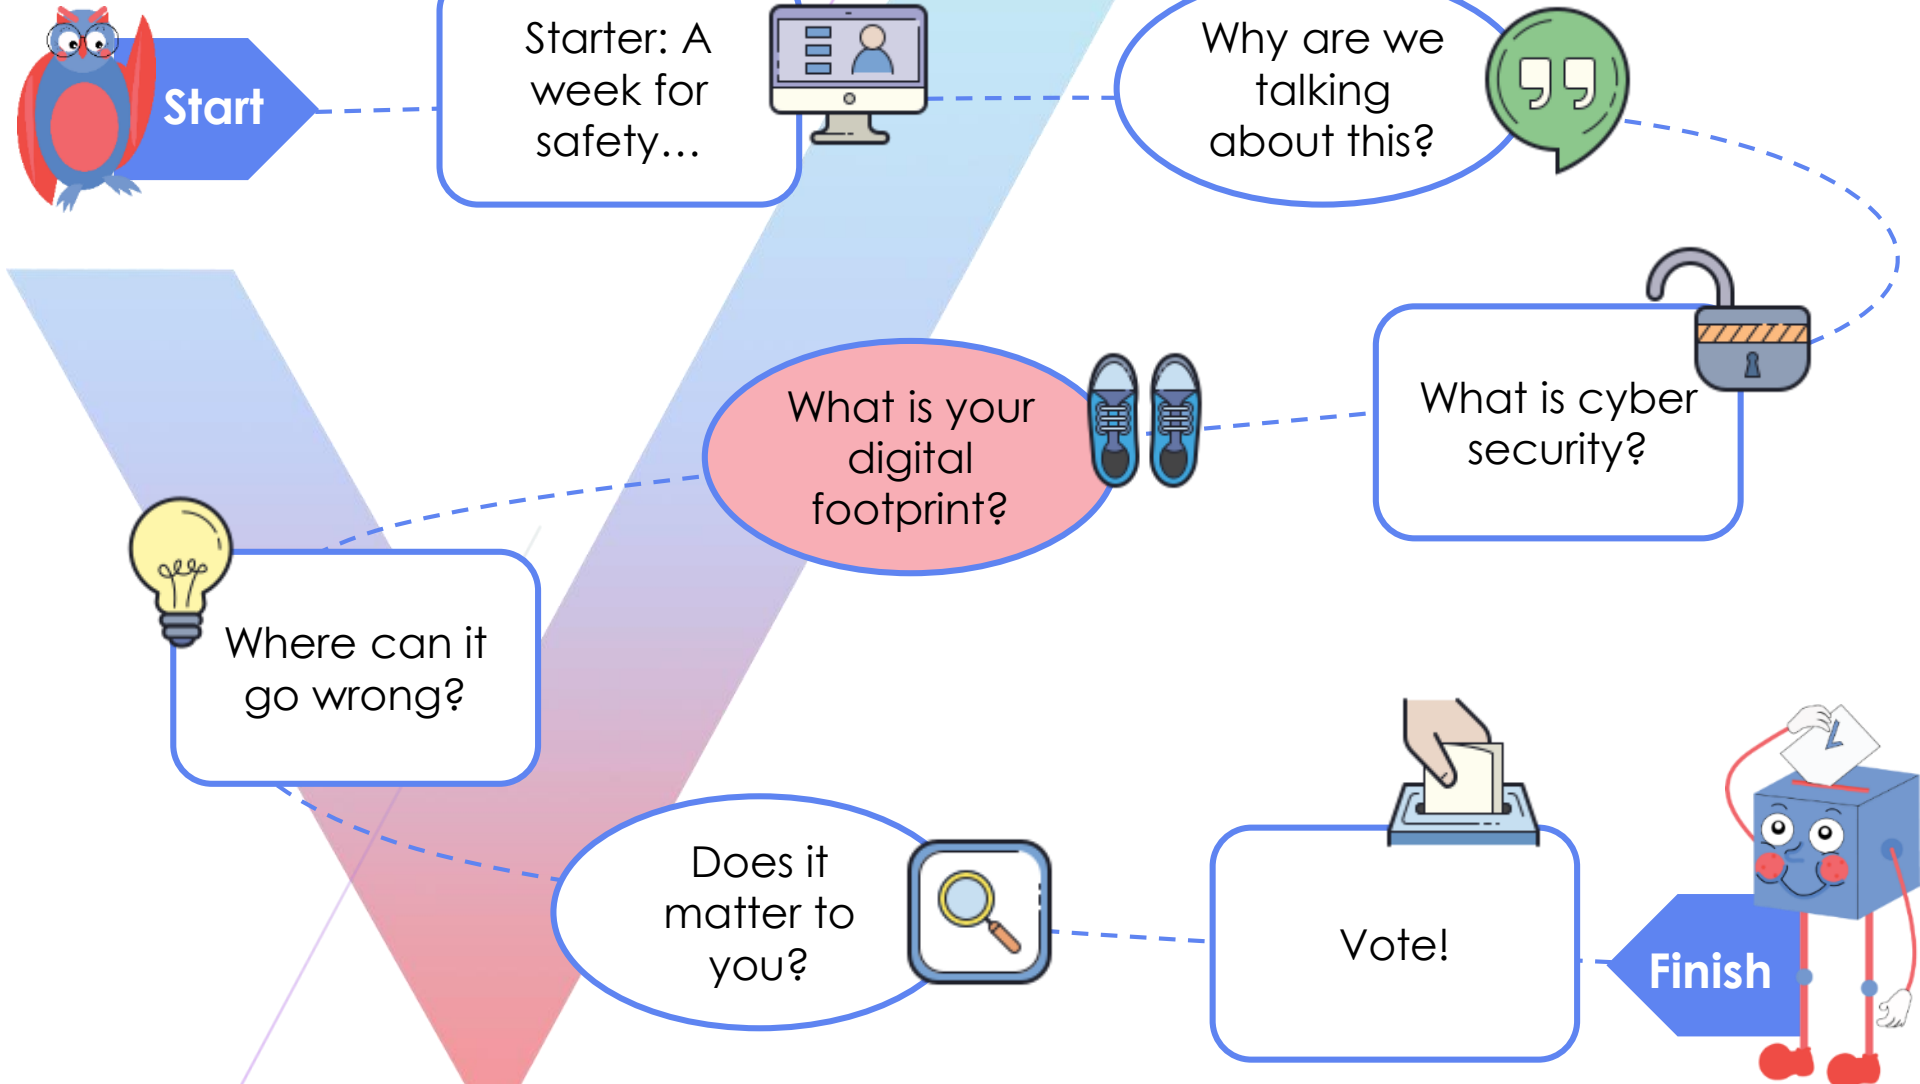 Start
Starter: A
week for
safety...
Why are we
talking
about this?
What is cyber
security?
What is your
digital
footprint?
Where can it
go wrong?
Does it
matter to
you?
Vote!
Finish